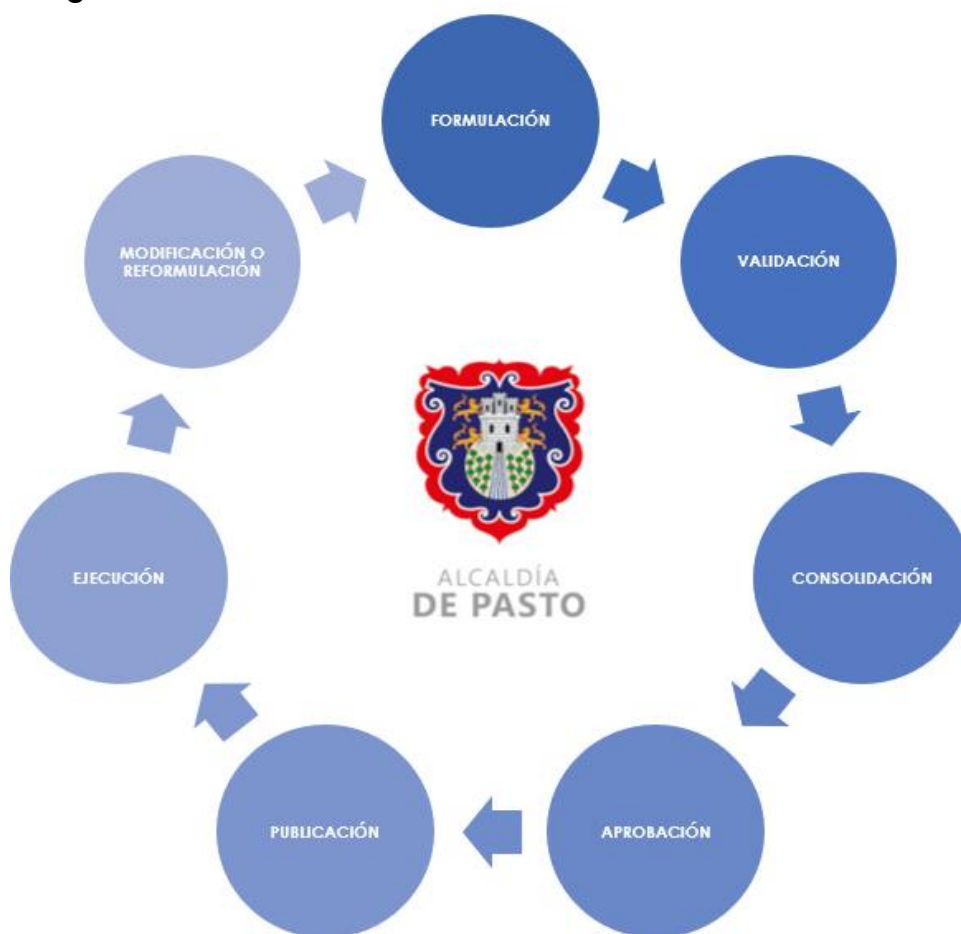 FORMULACIÓN
VALIDACIÓN
CONSOLIDACIÓN
APROBACIÓN
PUBLICACIÓN
EJECUCIÓN
MODIFICACIÓN O
REFORMULACIÓN
ALCALDÍA
DE PASTO